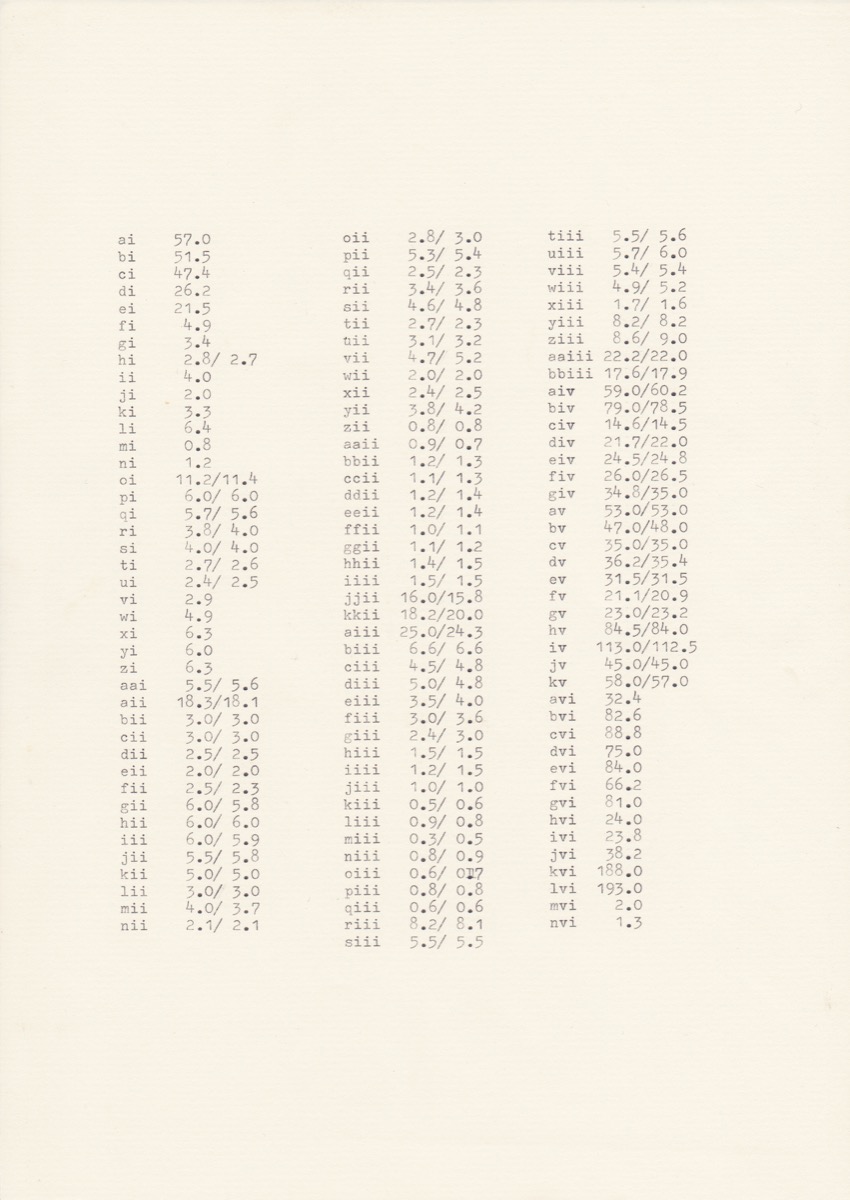 ai 57.0
bi 51.5
ci 47.4
di 26.2
ei 21.5
fi 4.9
gi 3.4
hi 2.8/ 2.7
ii 4.0
ji 2.0
ki 3.3
li 6.4
mi 0.8
ni 1.2
oi 11.2/11.4
pi 6.0/ 6.0
qi 5.7/ 5.6
ri 3.8/ 4.0
si 4.0/ 4.0
ti 2.7/ 2.6
ui 2.4/ 2.5
vi 2.9
wi 4.9
xi 6.3
yi 6.0
zi 6.3
aai 5.5/ 5.6
aii 18.3/18.1
bii 3.0/ 3.0
cii 3.0/ 3.0
dii 2.5/ 2.5
eii 2.0/ 2.0
fii 2.5/ 2.3
gii 6.0/ 5.8
hii 6.0/ 6.0
iii 6.0/ 5.9
jii 5.5/ 5.8
kii 5.0/ 5.0
lii 3.0/ 3.0
mii 4.0/ 3.7
nii 2.1/ 2.1
oii 2.8/ 3.0
pii 5.3/ 5.4
qii 2.5/ 2.3
rii 3.4/ 3.6
sii 4.6/ 4.8
tii 2.7/ 2.3
uii 3.1/ 3.2
vii 4.7/ 5.2
wii 2.0/ 2.0
xii 2.4/ 2.5
yii 3.8/ 4.2
zii 0.8/ 0.8
aaii 0.9/ 0.7
bbii 1.2/ 1.3
ccii 1.1/ 1.3
ddii 1.2/ 1.4
eeii 1.2/ 1.4
ffii 1.0/ 1.1
ggii 1.1/ 1.2
hhii 1.4/ 1.5
iiii 1.5/ 1.5
jjii 16.0/15.8
kkii 18.2/20.0
aiii 25.0/24.3
biii 6.6/ 6.6
ciii 4.5/ 4.8
diii 5.0/ 4.8
eiii 3.5/ 4.0
fiii 3.0/ 3.6
giii 2.4/ 3.0
hiii 1.5/ 1.5
iiii 1.2/ 1.5
jiii 1.0/ 1.0
kiii 0.5/ 0.6
liii 0.9/ 0.8
miii 0.3/ 0.5
niii 0.8/ 0.9
oiii 0.6/
piii 0.8/ 0.8
qiii 0.6/ 0.6
riii 8.2/ 8.1
siii 5.5/ 5.5
tiii 5.5/ 5.6
uiii 5.7/ 6.0
viii 5.4/ 5.4
wiii 4.9/ 5.2
xiii 1.7/ 1.6
yiii 8.2/ 8.2
ziii 8.6/ 9.0
aaiii 22.2/22.0
bbiii 17.6/17.9
aiv 59.0/60.2
biv 79.0/78.5
civ 14.6/14.5
div 21.7/22.0
eiv 24.5/24.8
fiv 26.0/26.5
giv 34.8/35.0
av 53.0/53.0
bv 47.0/48.0
cv 35.0/35.0
dv 36.2/35.4
ev 31.5/31.5
fv 21.1/20.9
gv 23.0/23.2
hv 84.5/84.0
iv 113.0/112.5
jv 45.0/45.0
kv 58.0/57.0
avi 32.4
bvi 82.6
cvi 88.8
dvi 75.0
evi 84.0
fvi 66.2
gvi 81.0
hvi 24.0
ivi 23.8
jvi 38.2
kvi 188.0
lvi 193.0
mvi 2.0
nvi 1.3